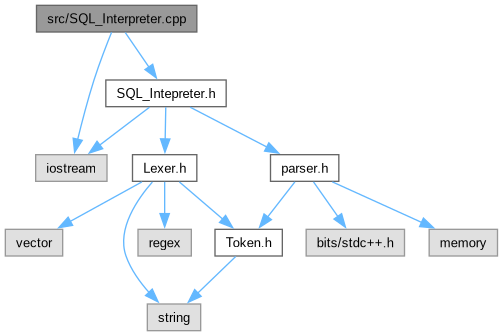 src/SQL_Interpreter.cpp
SQL_Intepreter.h
iostream
Lexer.h
parser.h
vector
regex
Token.h
bits/stdc++.h
memory
string